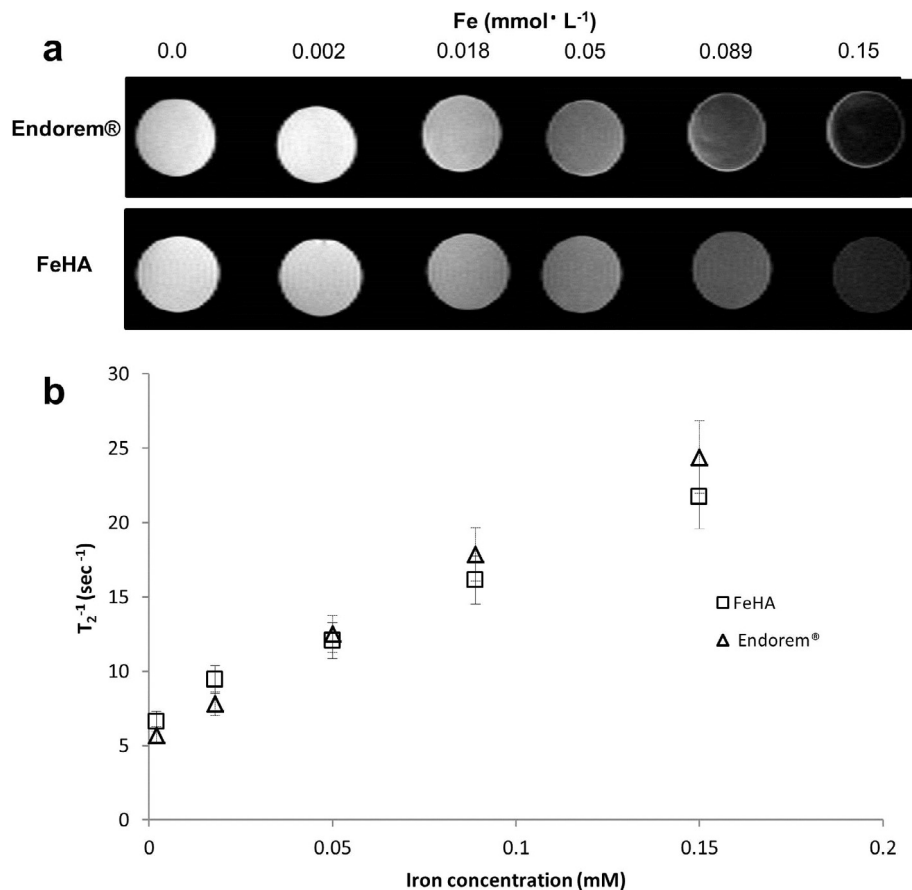 Fe (mmol· L-1)
a
0.0 0.002 0.018 0.05 0.089 0.15
Endorem®
FeHA
b
30
25
20
15
10
5
0
T2-1 (sec -1)
FeHA
Endorem®
0 0.05 0.1 0.15 0.2
Iron concentration (mM)